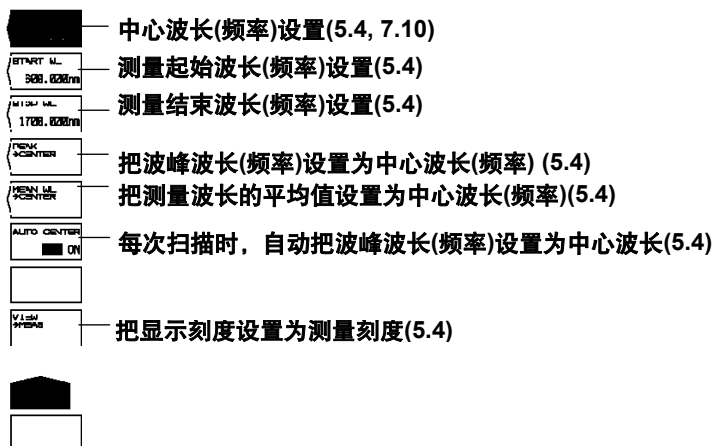 中心波长(频率)设置(5.4, 7.10)
START WL
600.000nm
测量起始波长(频率)设置(5.4)
STOP WL
1700.000nm
测量结束波长(频率)设置(5.4)
PEAK
→CENTER
把波峰波长(频率)设置为中心波长(频率) (5.4)
MEAN WL
→CENTER
把测量波长的平均值设置为中心波长(频率)(5.4)
AUTO CENTER
ON
每次扫描时，自动把波峰波长(频率)设置为中心波长(5.4)
VIEW
→MEAS
把显示刻度设置为测量刻度(5.4)